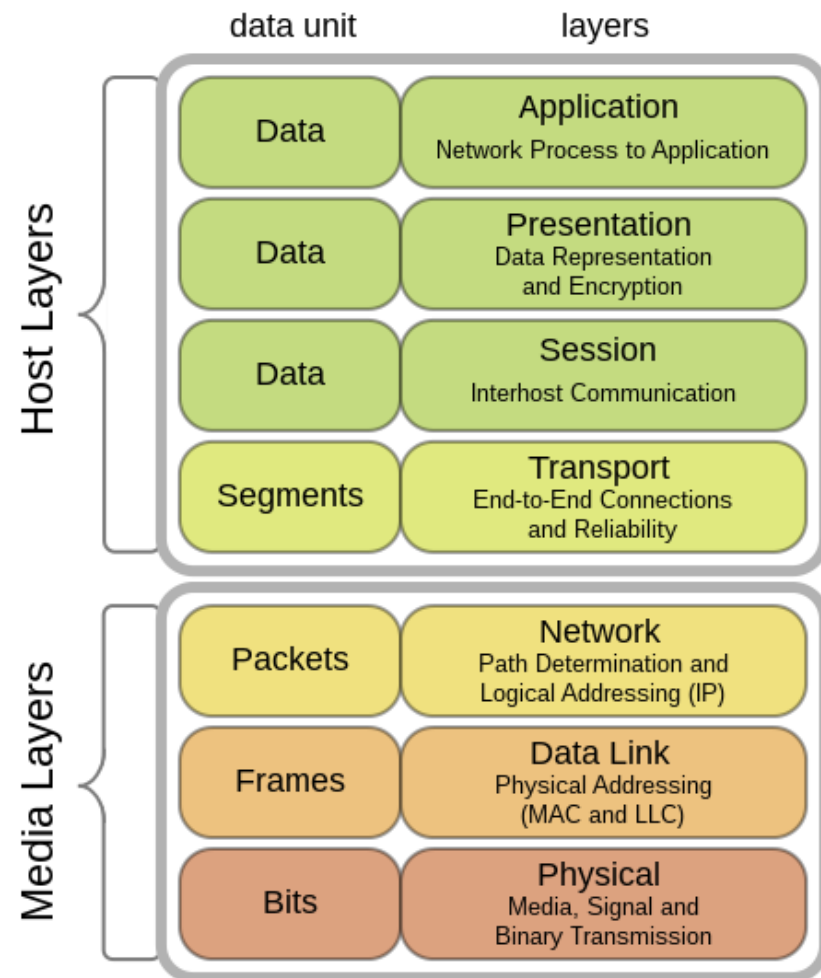 data unit layers
Host Layers
Data
Application
Network Process to Application
Data
Presentation
Data Representation
and Encryption
Data
Session
Interhost Communication
Segments
Transport
End-to-End Connections
and Reliability
Media Layers
Packets
Network
Path Determination and
Logical Addressing (IP)
Frames
Data Link
Physical Addressing
(MAC and LLC)
Bits
Physical
Media, Signal and
Binary Transmission